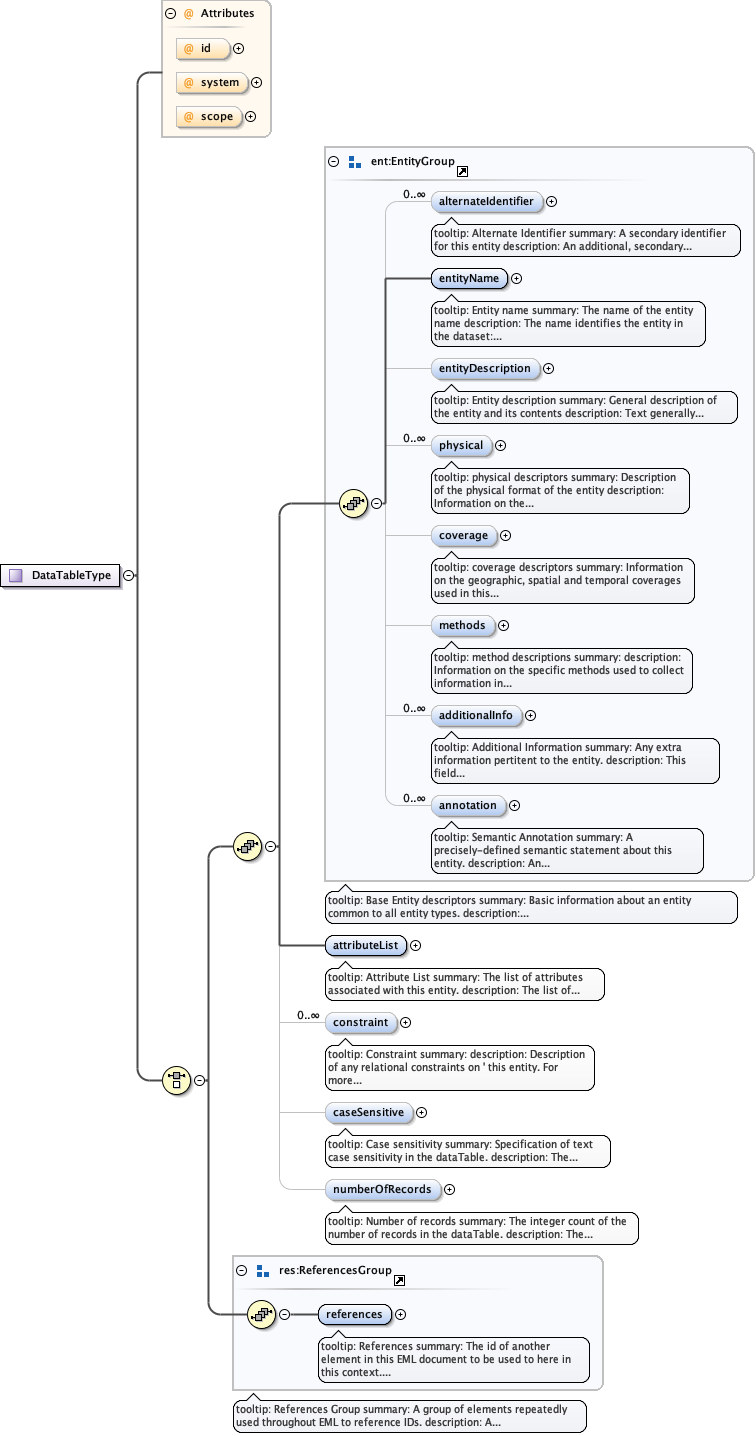 Attributes
@ id
@ system
@ scope
ent:EntityGroup
0..∞
alternateIdentifier
tooltip: Alternate Identifier summary: A secondary identifier
for this entity description: An additional, secondary...
entityName
tooltip: Entity name summary: The name of the entity
name description: The name identifies the entity in
the dataset:...
entityDescription
tooltip: Entity description summary: General description of
the entity and its contents description: Text generally...
0..∞
physical
tooltip: physical descriptors summary: Description
of the physical format of the entity description:
Information on the...
coverage
tooltip: coverage descriptors summary: Information
on the geographic, spatial and temporal coverages
used in this...
DataTableType
methods
tooltip: method descriptions summary: description:
Information on the specific methods used to collect
information in...
0..∞
additionalInfo
tooltip: Additional Information summary: Any extra
information pertitent to the entity. description: This
field...
0..∞
annotation
tooltip: Semantic Annotation summary: A
precisely-defined semantic statement about this
entity. description: An...
tooltip: Base Entity descriptors summary: Basic information about an entity
common to all entity types. description:...
attributeList
tooltip: Attribute List summary: The list of attributes
associated with this entity. description: The list of...
0..∞
constraint
tooltip: Constraint summary: description: Description
of any relational constraints on ' this entity. For
more...
caseSensitive
tooltip: Case sensitivity summary: Specification of text
case sensitivity in the dataTable. description: The...
numberOfRecords
tooltip: Number of records summary: The integer count of the
number of records in the dataTable. description: The...
res:ReferencesGroup
references
tooltip: References summary: The id of another
element in this EML document to be used to here in
this context....
tooltip: References Group summary: A group of elements repeatedly
used throughout EML to reference IDs. description: A...